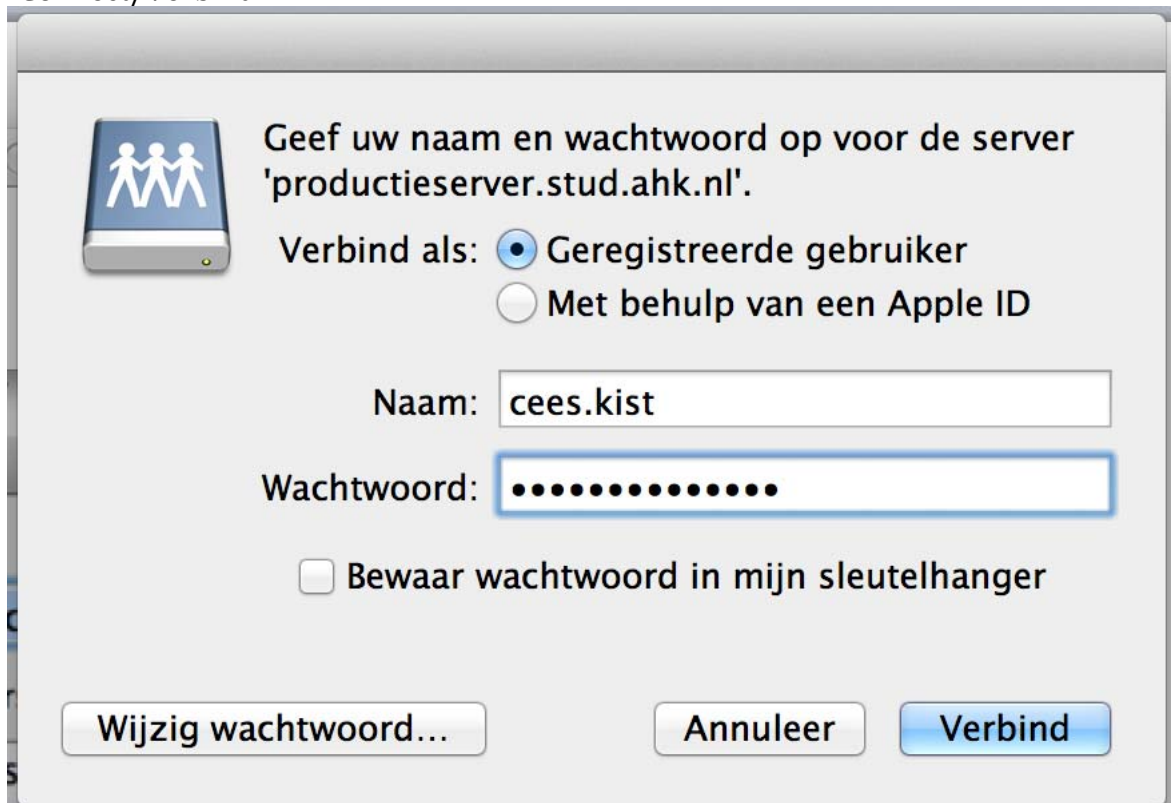 Geef uw naam en wachtwoord op voor de server
'productieserver.stud.ahk.nl'.
Verbind als: Geregistreerde gebruiker
Met behulp van een Apple ID
Naam: cees.kist
Wachtwoord: ••••••••••••••
Bewaar wachtwoord in mijn sleutelhanger
Wijzig wachtwoord... Annuleer Verbind